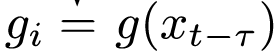 g_i \doteq g(x_{t-\tau})